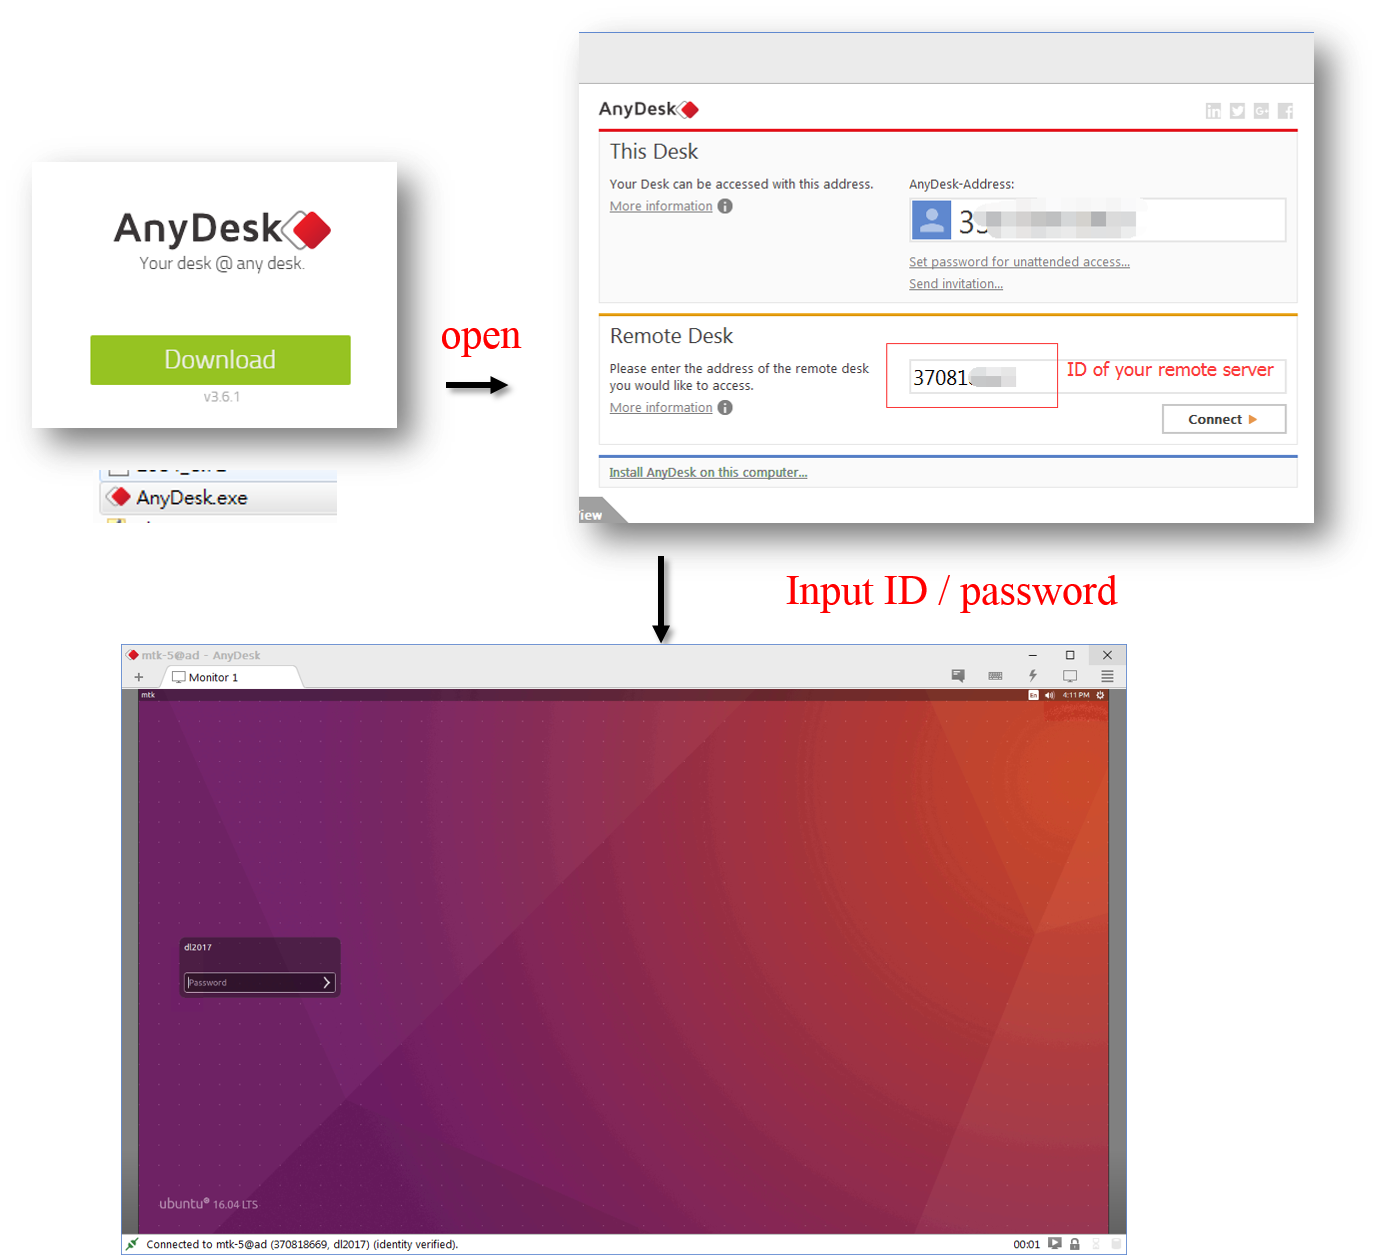 AnyDesk
Your desk @ any desk.
Download
v3.6.1
AnyDesk.exe
open
AnyDesk
This Desk
Your Desk can be accessed with this address.
More information
AnyDesk-Address:
Set password for unattended access...
Send invitation...
Remote Desk
Please enter the address of the remote desk
you would like to access.
More information
37081
ID of your remote server
Connect
Install AnyDesk on this computer...
iew
Input ID / password
mtk-5@ad - AnyDesk
Monitor 1
mtk
En
4:11 PM
dl2017
Password
ubuntu® 16.04 LTS
Connected to mtk-5@ad (370818669, dl2017) (identity verified).
00:01